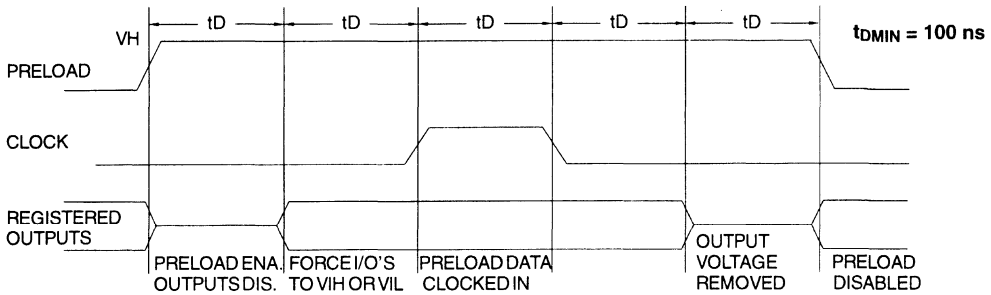 tD tD tD tD tD
VH
tDMIN = 100 ns
PRELOAD
CLOCK
REGISTERED
OUTPUTS
PRELOAD ENA.
OUTPUTS DIS.
FORCE I/O'S
TO VIH OR VIL
PRELOAD DATA
CLOCKED IN
OUTPUT
VOLTAGE
REMOVED
PRELOAD
DISABLED